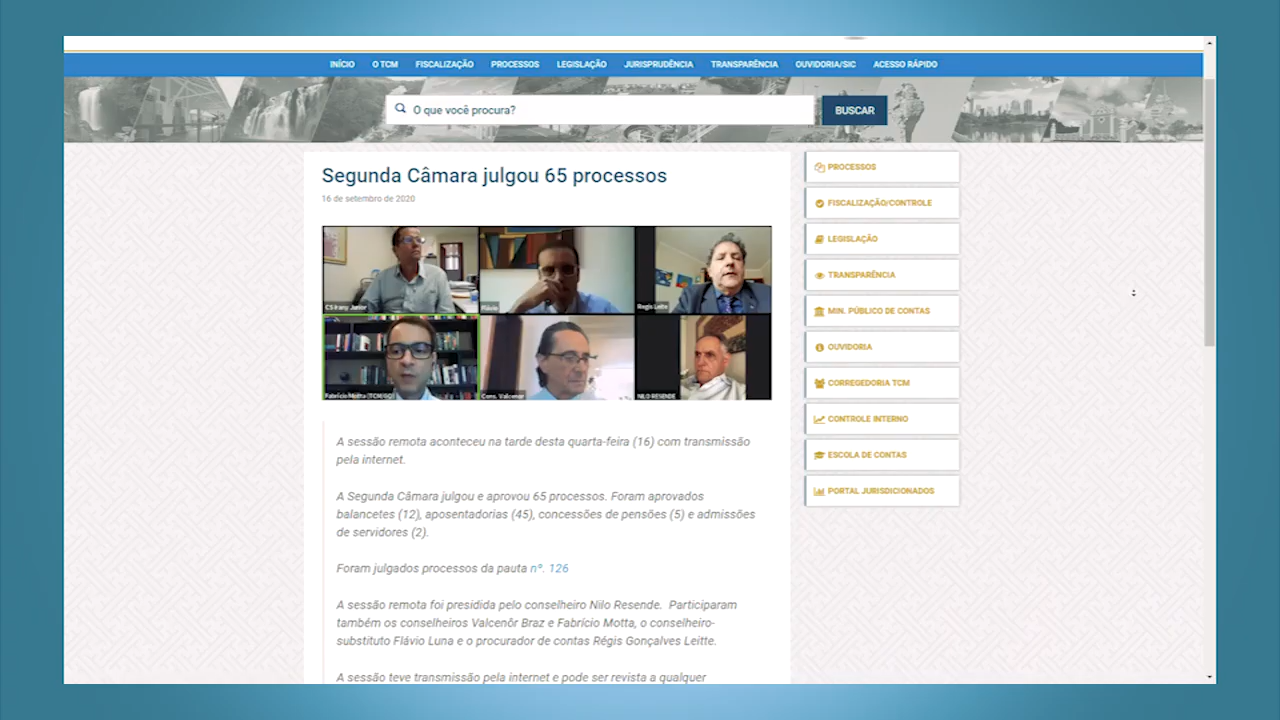 INÍCIO O TCM FISCALIZAÇÃO PROCESSOS LEGISLAÇÃO JURISPRUDÊNCIA TRANSPARÊNCIA OUVIDORIA/SIC ACESSO RÁPIDO
O que você procura?
BUSCAR
Segunda Câmara julgou 65 processos
16 de setembro de 2020
CS Irany Junior
Flávio
Regis Leite
Fabrício Motta (TCM/GO)
Cons. Valcenor
NILO RESENDE
A sessão remota aconteceu na tarde desta quarta-feira (16) com transmissão
pela internet.
A Segunda Câmara julgou e aprovou 65 processos. Foram aprovados
balancetes (12), aposentadorias (45), concessões de pensões (5) e admissões
de servidores (2).
Foram julgados processos da pauta nº. 126
A sessão remota foi presidida pelo conselheiro Nilo Resende. Participaram
também os conselheiros Valcenôr Braz e Fabrício Motta, o conselheiro-
substituto Flávio Luna e o procurador de contas Régis Gonçalves Leitte.
A sessão teve transmissão pela internet e pode ser revista a qualquer
PROCESSOS
FISCALIZAÇÃO/CONTROLE
LEGISLAÇÃO
TRANSPARÊNCIA
MIN. PÚBLICO DE CONTAS
OUVIDORIA
CORREGEDORIA TCM
CONTROLE INTERNO
ESCOLA DE CONTAS
PORTAL JURISDICIONADOS